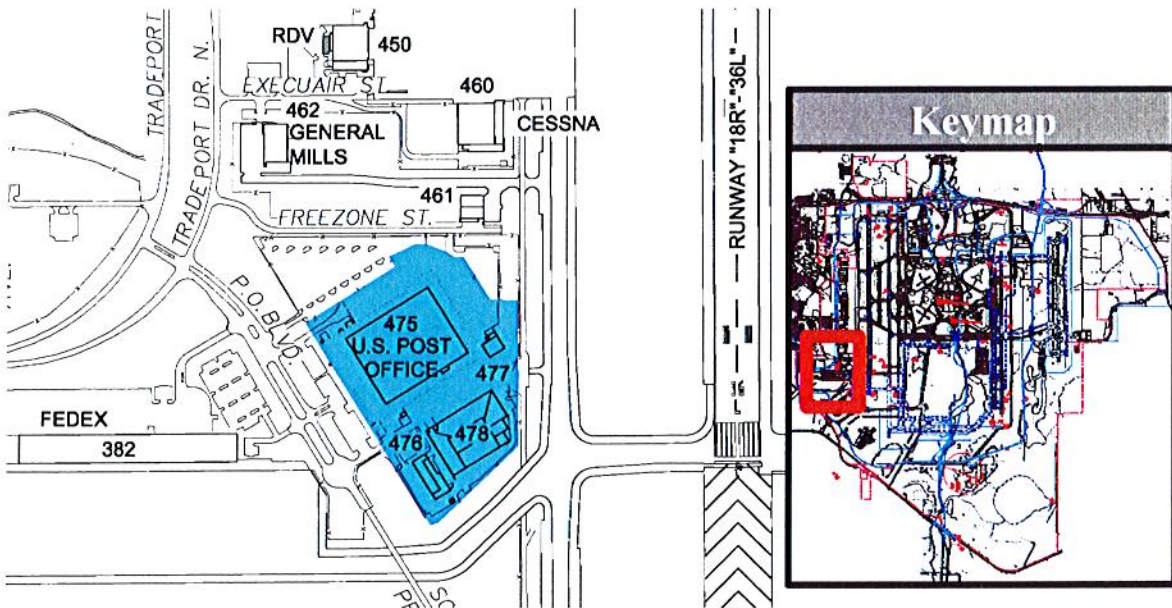 TRADEPORT
TRADEPORT DR. N.
RDV
450
EXECUAIR ST.
460
CESSNA
462
GENERAL
MILLS
461
FREEZONE ST.
P.O. BLVD
475
U.S. POST
OFFICE
477
476
478
FEDEX
382
RUNWAY "18R"-"36L"
Keymap